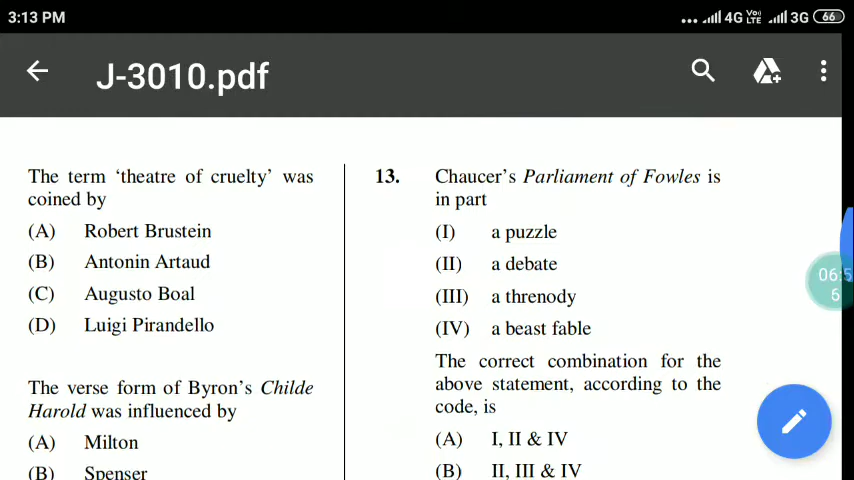 3:13 PM
4G VoI LTE 3G 66
J-3010.pdf
The term ‘theatre of cruelty’ was
coined by
(A) Robert Brustein
(B) Antonin Artaud
(C) Augusto Boal
(D) Luigi Pirandello
The verse form of Byron’s Childe
Harold was influenced by
(A) Milton
(B) Spenser
13. Chaucer’s Parliament of Fowles is
in part
(I) a puzzle
(II) a debate
(III) a threnody
(IV) a beast fable
The correct combination for the
above statement, according to the
code, is
(A) I, II & IV
(B) II, III & IV